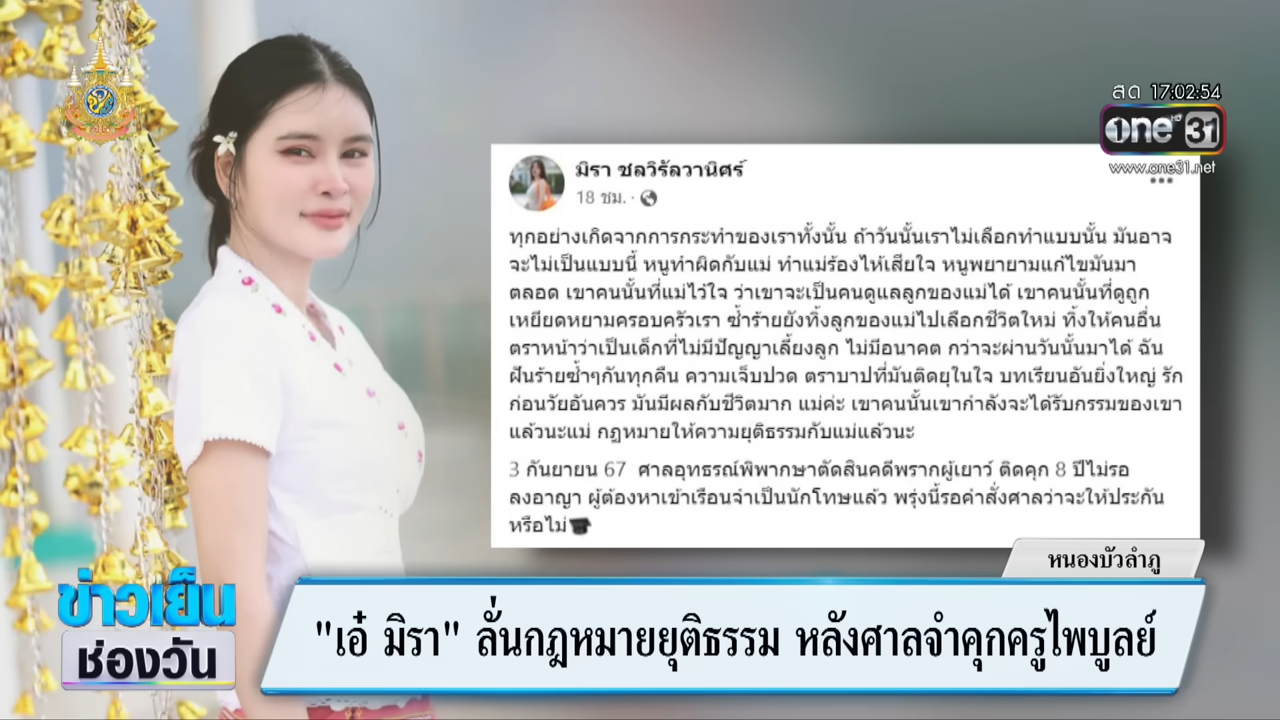 สด 17:02:54
one HD 31
www.one31.net
มิรา ชลวิรัลวานิศร์
18 ชม.
ทุกอย่างเกิดจากการกระทำของเราทั้งนั้น ถ้าวันนั้นเราไม่เลือกทำแบบนั้น มันอาจ
จะไม่เป็นแบบนี้ หนูทำผิดกับแม่ ทำแม่ร้องไห้เสียใจ หนูพยายามแก้ไขมันมา
ตลอด เขาคนนั้นที่แม่ไว้ใจ ว่าเขาจะเป็นคนดูแลลูกของแม่ได้ เขาคนนั้นที่ดูถูก
เหยียดหยามครอบครัวเรา ซ้ำร้ายยังทิ้งลูกของแม่ไปเลือกชีวิตใหม่ ทิ้งให้คนอื่น
ตราหน้าว่าเป็นเด็กที่ไม่มีปัญญาเลี้ยงลูก ไม่มีอนาคต กว่าจะผ่านวันนั้นมาได้ ฉัน
ฝันร้ายซ้ำๆกันทุกคืน ความเจ็บปวด ตราบาปที่มันติดยุในใจ บทเรียนอันยิ่งใหญ่ รัก
ก่อนวัยอันควร มันมีผลกับชีวิตมาก แม่ค่ะ เขาคนนั้นเขากำลังจะได้รับกรรมของเขา
แล้วนะแม่ กฎหมายให้ความยุติธรรมกับแม่แล้วนะ
3 กันยายน 67 ศาลอุทธรณ์พิพากษาตัดสินคดีพรากผู้เยาว์ ติดคุก 8 ปีไม่รอ
ลงอาญา ผู้ต้องหาเข้าเรือนจำเป็นนักโทษแล้ว พรุ่งนี้รอคำสั่งศาลว่าจะให้ประกัน
หรือไม่
หนองบัวลำภู
"เอ๋ มิรา" ลั่นกฎหมายยุติธรรม หลังศาลจำคุกครูไพบูลย์
ข่าวเย็น
ช่องวัน